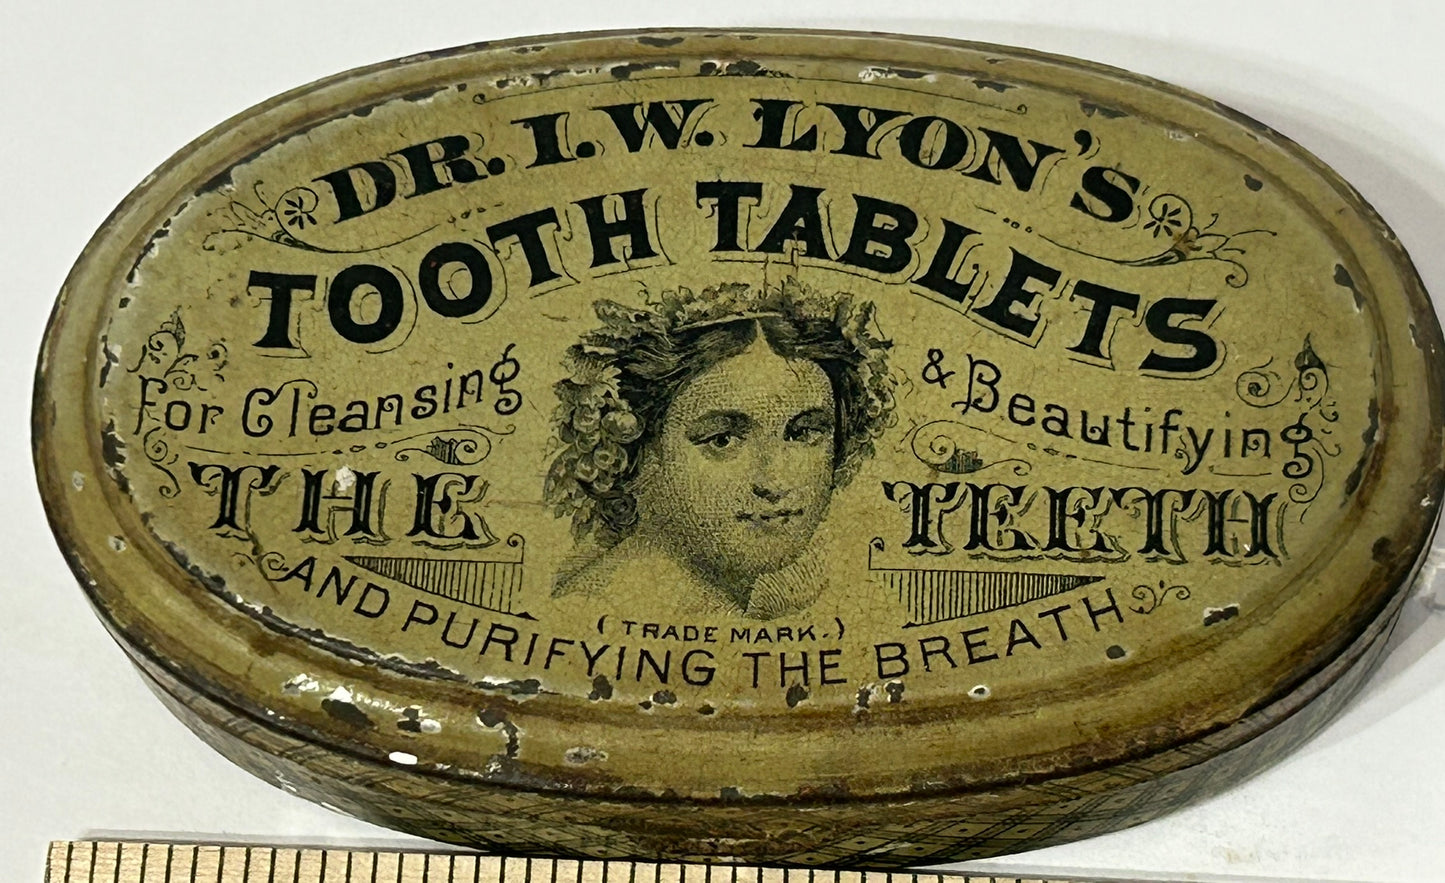 DR. I. W. LYON'S
TOOTH TABLETS
For Cleansing & Beautifying
THE TEETH
(TRADE MARK.)
AND PURIFYING THE BREATH